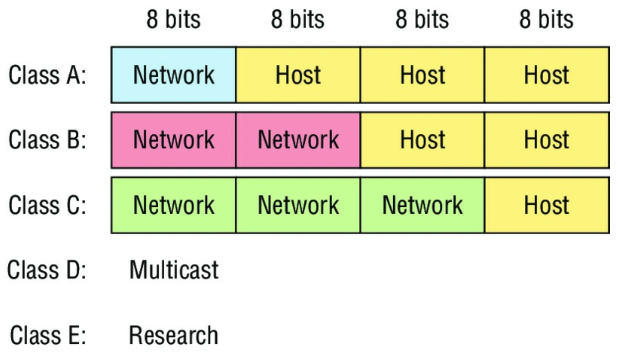 8 bits 8 bits 8 bits 8 bits
Class A: Network Host Host Host
Class B: Network Network Host Host
Class C: Network Network Network Host
Class D: Multicast
Class E: Research